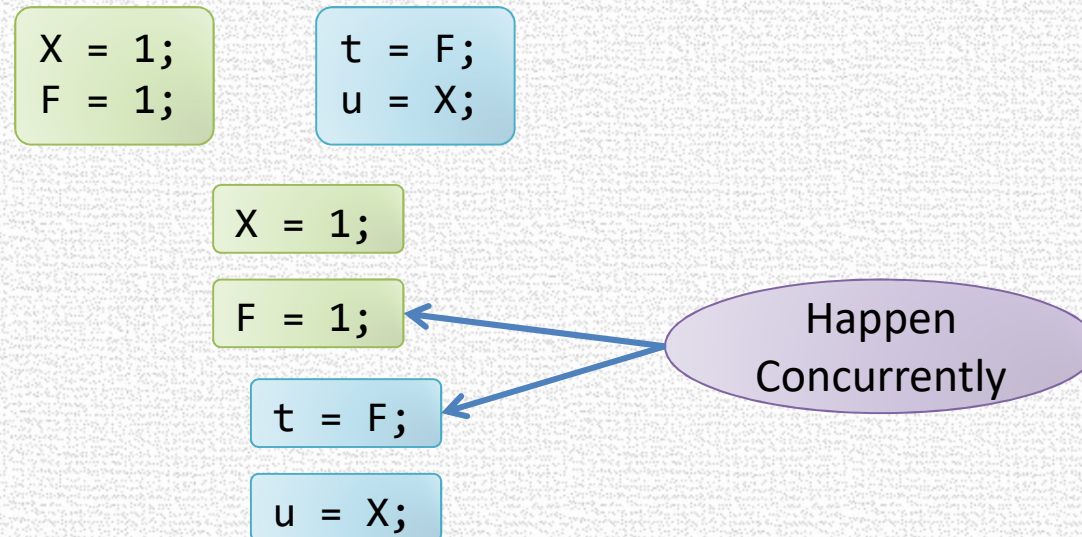 X = 1;
F = 1;
t = F;
u = X;
X = 1;
F = 1;
Happen
Concurrently
t = F;
u = X;